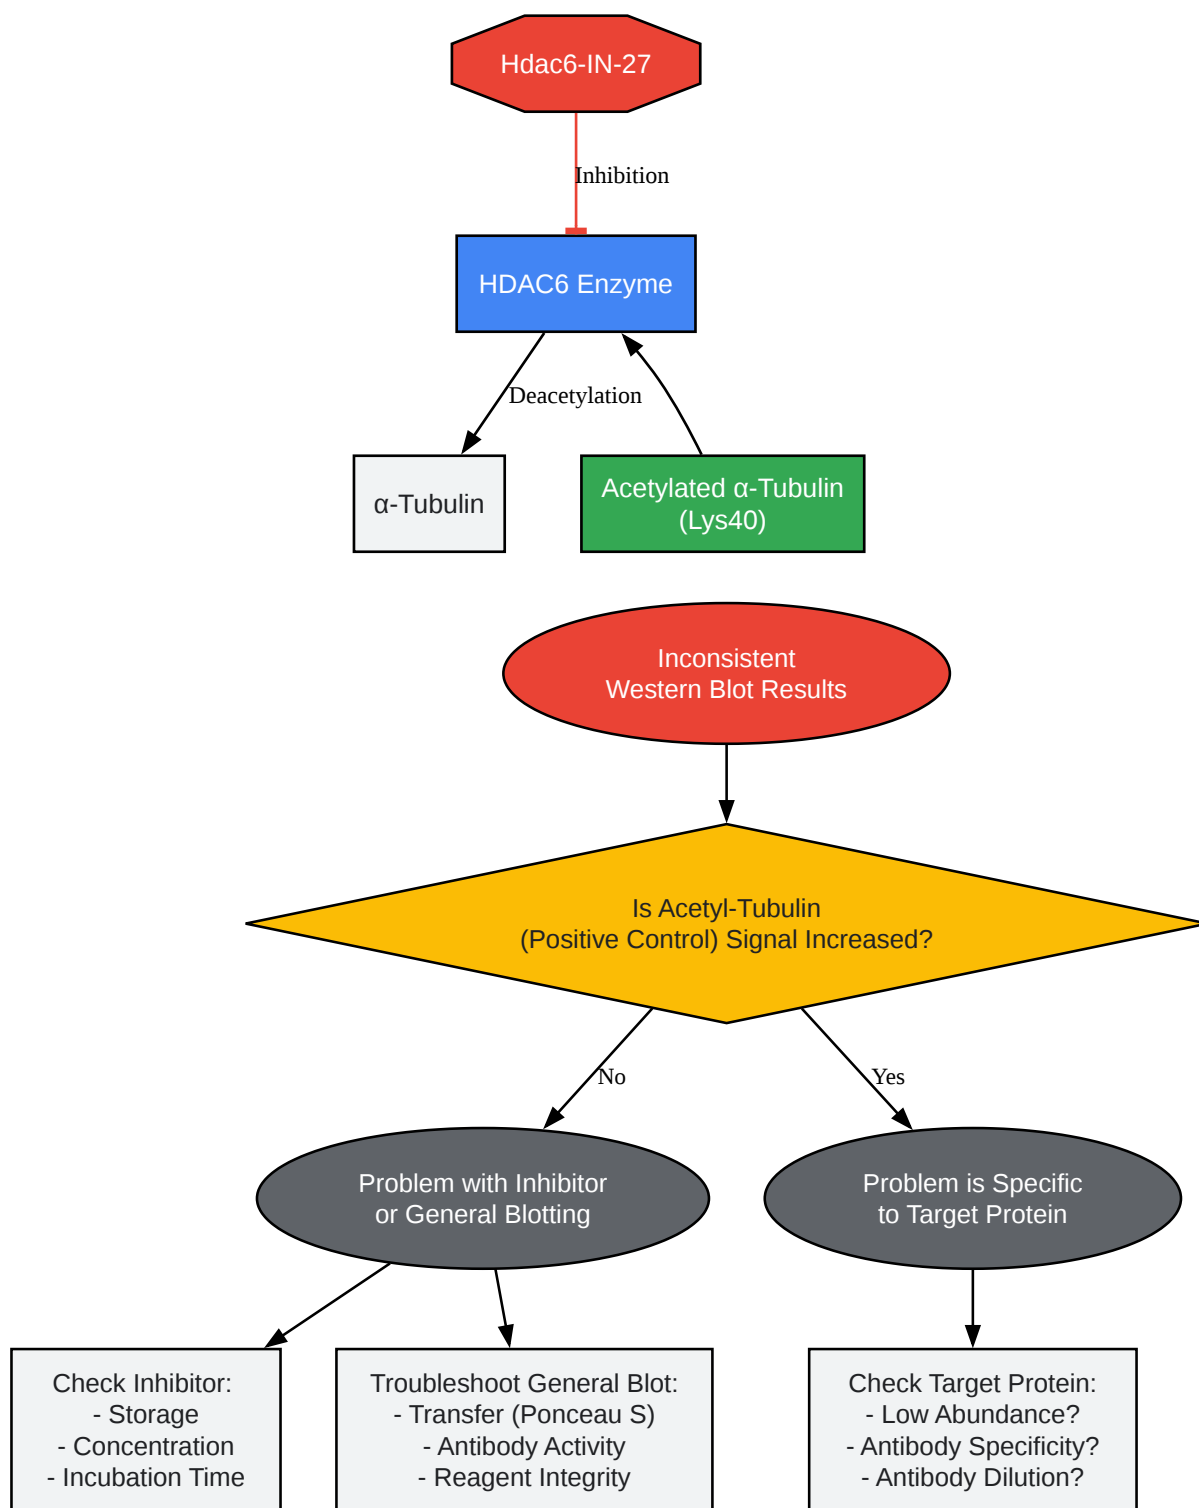 Hdac6-IN-27
Inhibition
HDAC6 Enzyme
Deacetylation
α-Tubulin
Acetylated α-Tubulin
(Lys40)
Inconsistent
Western Blot Results
Is Acetyl-Tubulin
(Positive Control) Signal Increased?
No
Yes
Problem with Inhibitor
or General Blotting
Problem is Specific
to Target Protein
Check Inhibitor:
- Storage
- Concentration
- Incubation Time
Troubleshoot General Blot:
- Transfer (Ponceau S)
- Antibody Activity
- Reagent Integrity
Check Target Protein:
- Low Abundance?
- Antibody Specificity?
- Antibody Dilution?